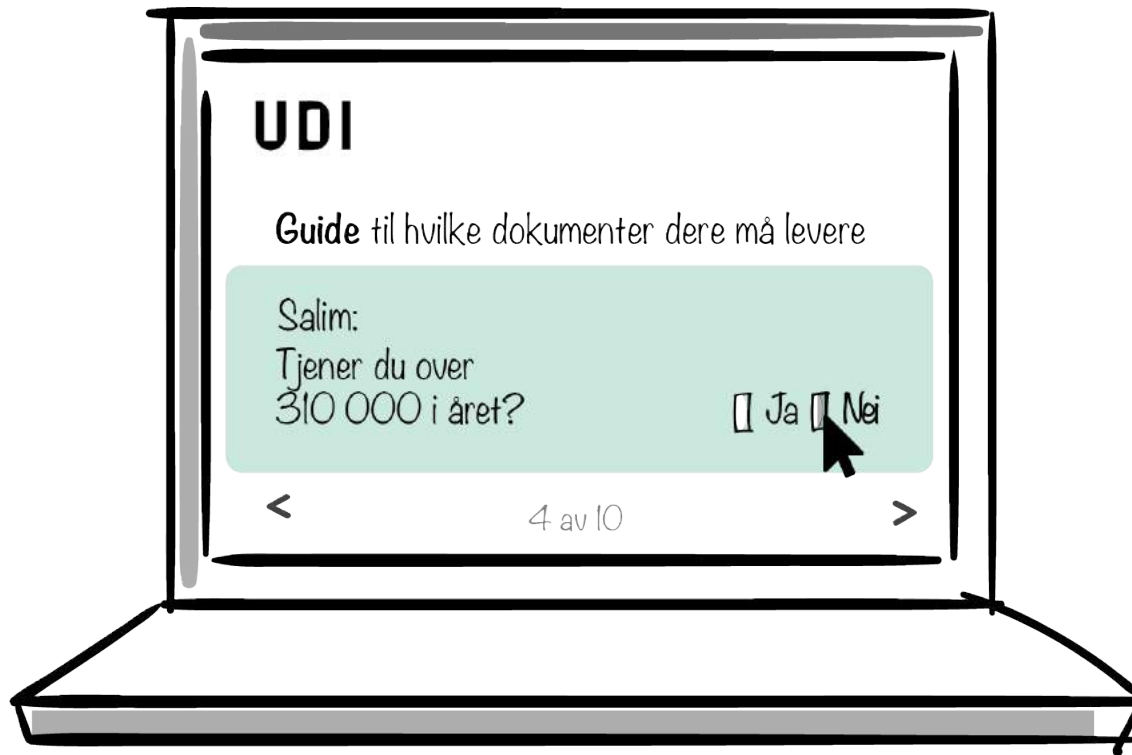 UDI
Guide til hvilke dokumenter dere må levere
Salim:
Tjener du over
310 000 i året?
Ja Nei
< 4 av 10 >